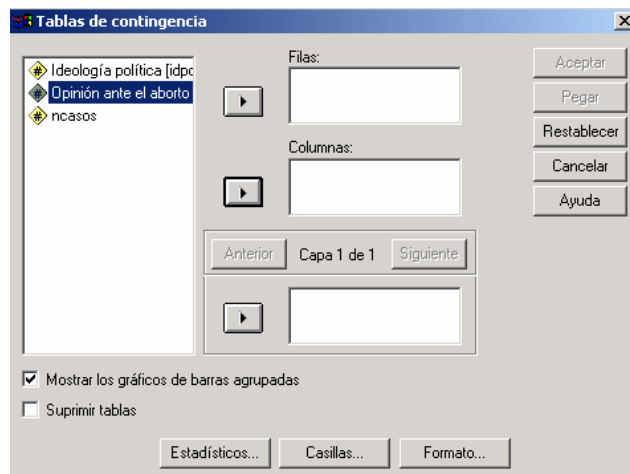 Tablas de contingencia
Ideología política [idpo
Opinión ante el aborto
ncasos
Filas:
Columnas:
Anterior
Capa 1 de 1
Siguiente
Mostrar los gráficos de barras agrupadas
Suprimir tablas
Estadísticos...
Casillas...
Formato...
Aceptar
Pegar
Restablecer
Cancelar
Ayuda